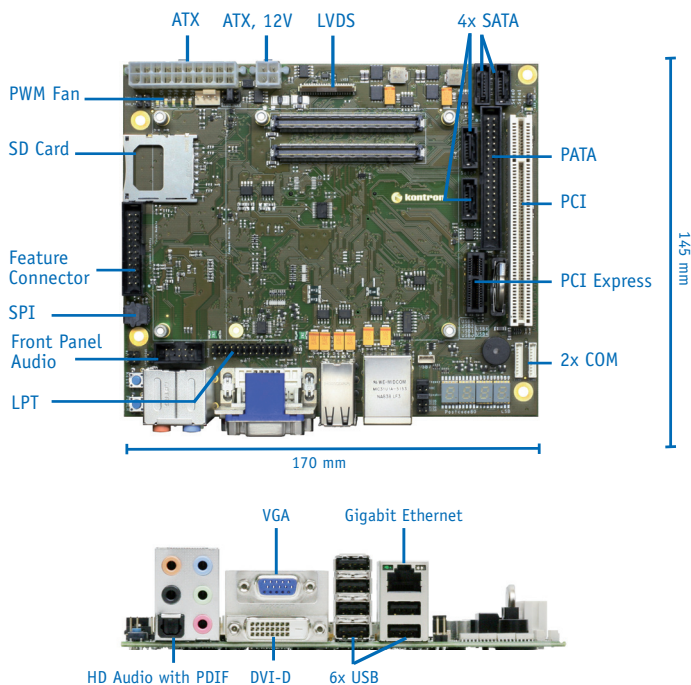 ATX
ATX, 12V
LVDS
4x SATA
PWM Fan
SD Card
PATA
kontron
PCI
145 mm
Feature
Connector
PCI Express
SPI
Front Panel
Audio
2x COM
LPT
170 mm
VGA
Gigabit Ethernet
HD Audio with PDIF
DVI-D
6x USB